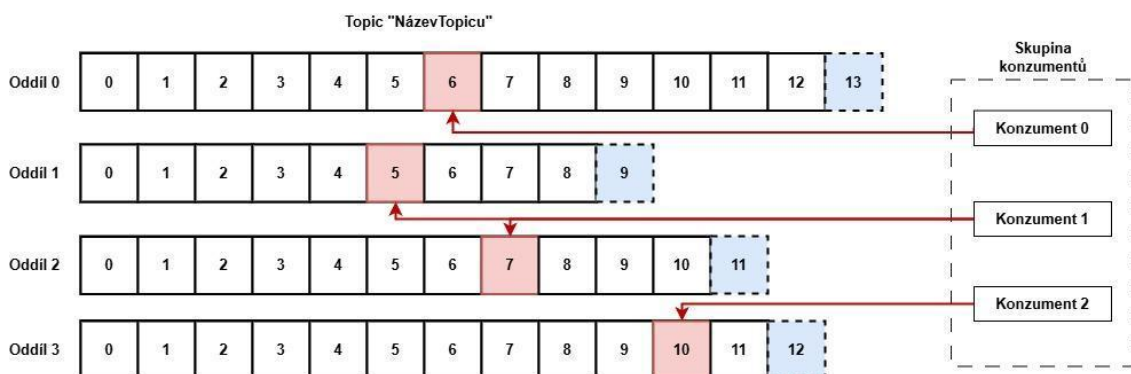 Topic "NázevTopicu"
Skupina
konzumentů
Oddíl 0 0 1 2 3 4 5 6 7 8 9 10 11 12 13
Konzument 0
Oddíl 1 0 1 2 3 4 5 6 7 8 9
Konzument 1
Oddíl 2 0 1 2 3 4 5 6 7 8 9 10 11
Konzument 2
Oddíl 3 0 1 2 3 4 5 6 7 8 9 10 11 12